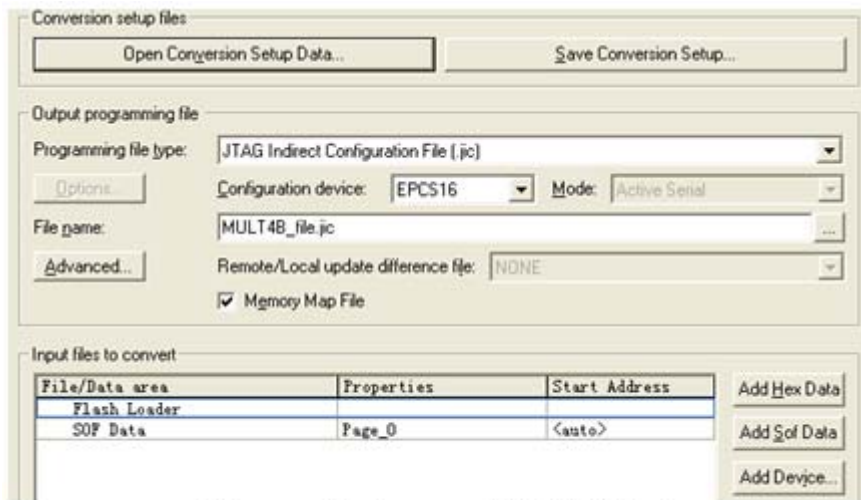 Conversion setup files
Open Conversion Setup Data...
Save Conversion Setup...
Output programming file
Programming file type:
JTAG Indirect Configuration File (.jic)
Options...
Configuration device:
EPCS16
Mode:
Active Serial
File name:
MULT4B_file.jic
...
Advanced...
Remote/Local update difference file:
NONE
Memory Map File
Input files to convert
File/Data area Properties Start Address
Flash Loader
SOF Data Page_0 <auto>
Add Hex Data
Add Sof Data
Add Device...